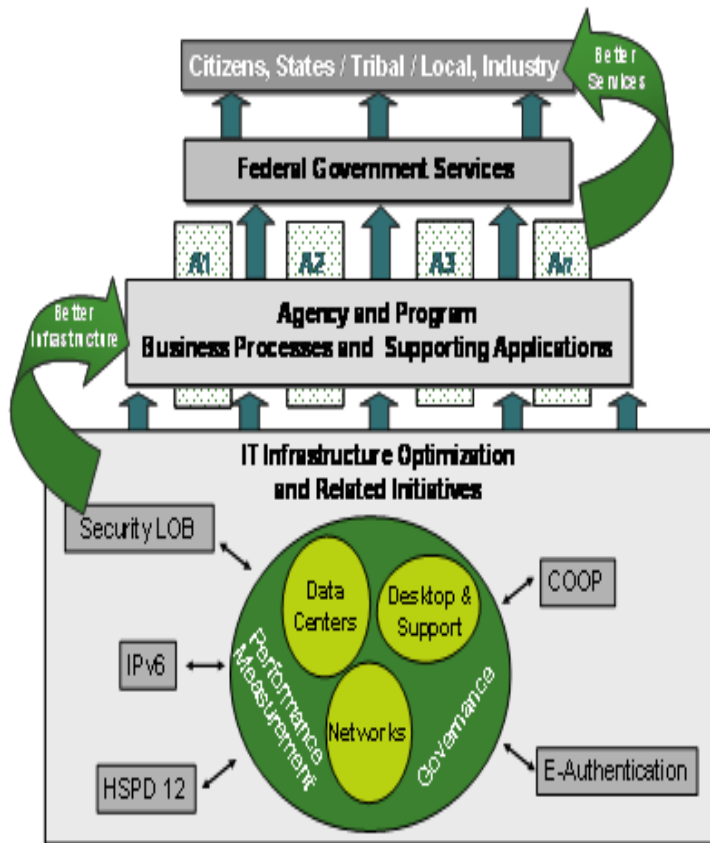 Better
Services
Citizens, States / Tribal / Local, Industry
Federal Government Services
A1
A2
A3
An
Better
Infrastructure
Agency and Program
Business Processes and Supporting Applications
IT Infrastructure Optimization
and Related Initiatives
Security LOB
IPv6
HSPD 12
Data
Centers
Desktop &
Support
Networks
Performance
Measurement
Governance
COOP
E-Authentication